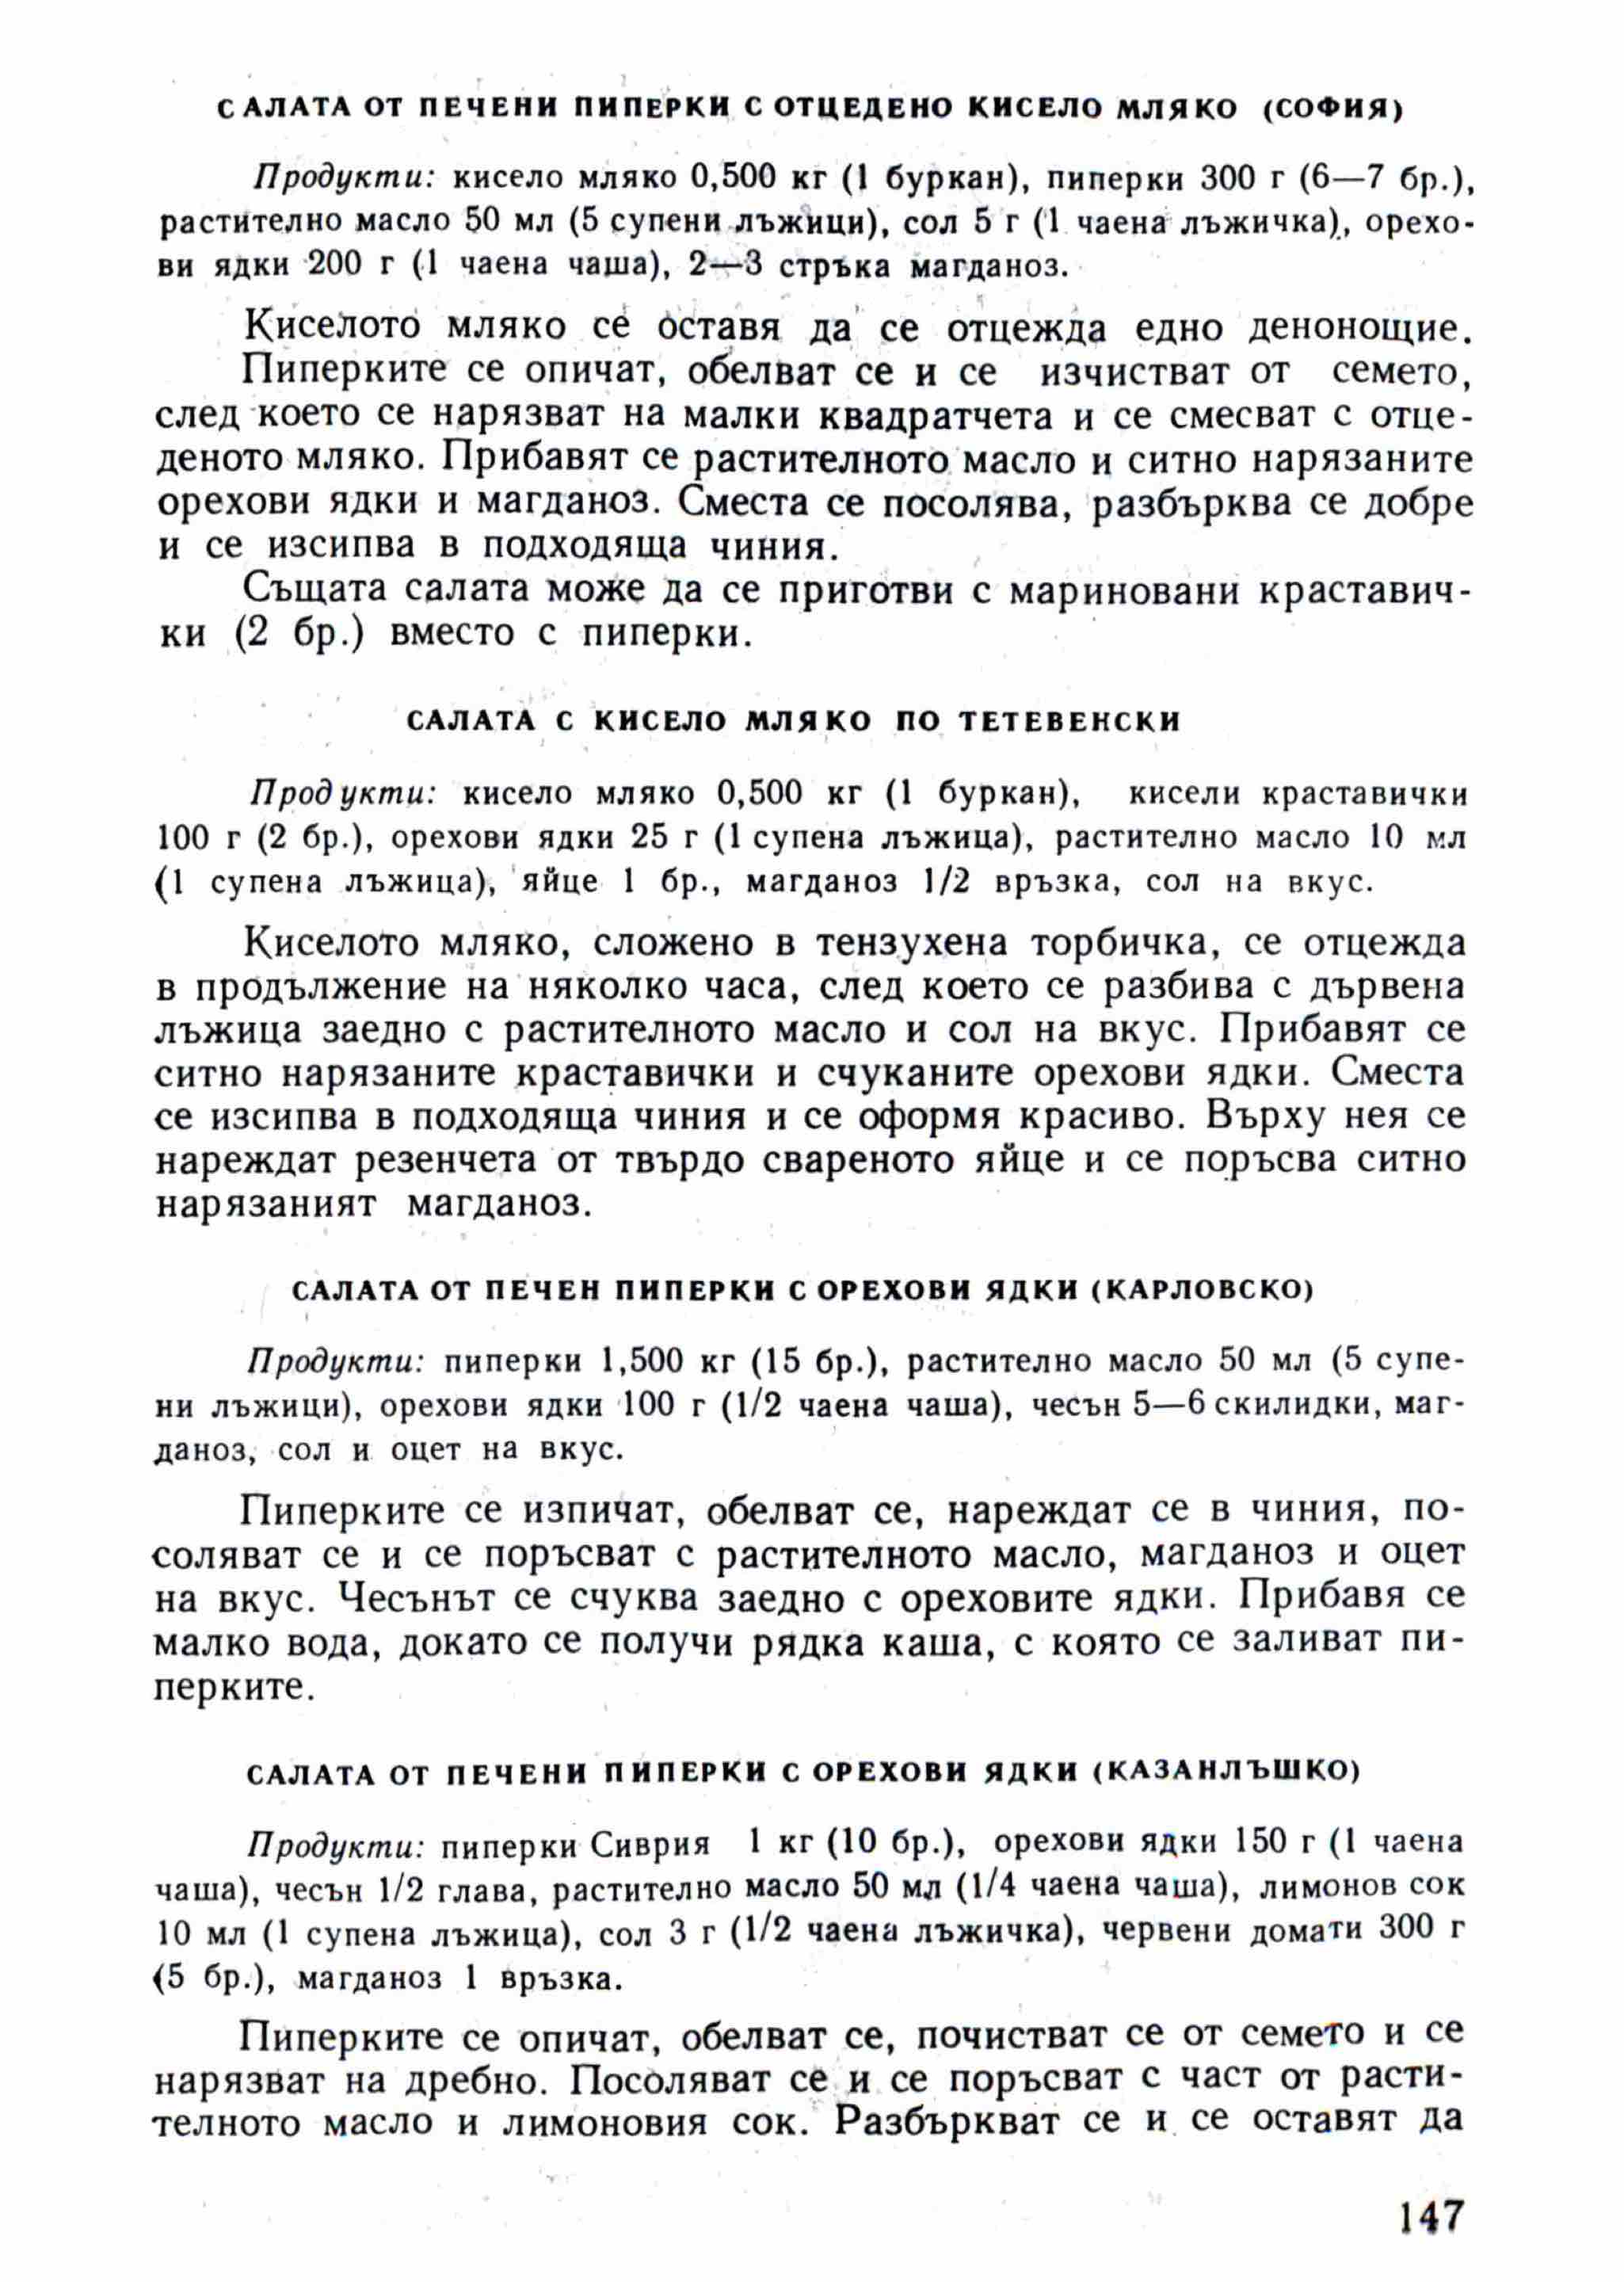 САЛАТА ОТ ПЕЧЕНИ ПИПЕРКИ С ОТЦЕДЕНО КИСЕЛО МЛЯКО (СОФИЯ)
Продукти: кисело мляко 0,500 кг (1 буркан), пиперки 300 г (6—7 бр.),
растително масло 50 мл (5 супени лъжици), сол 5 г (1 чаена лъжичка), орехо-
ви ядки 200 г (1 чаена чаша), 2—3 стръка магданоз.
Киселото мляко се оставя да се отцежда едно денонощие.
Пиперките се опичат, обелват се и се изчистват от семето,
след което се нарязват на малки квадратчета и се смесват с отце-
деното мляко. Прибавят се растителното масло и ситно нарязаните
орехови ядки и магданоз. Сместа се посолява, разбърква се добре
и се изсипва в подходяща чиния.
Същата салата може да се приготви с мариновани краставич-
ки (2 бр.) вместо с пиперки.
САЛАТА С КИСЕЛО МЛЯКО ПО ТЕТЕВЕНСКИ
Продукти: кисело мляко 0,500 кг (1 буркан), кисели краставички
100 г (2 бр.), орехови ядки 25 г (1 супена лъжица), растително масло 10 мл
(1 супена лъжица), яйце 1 бр., магданоз 1/2 връзка, сол на вкус.
Киселото мляко, сложено в тензухена торбичка, се отцежда
в продължение на няколко часа, след което се разбива с дървена
лъжица заедно с растителното масло и сол на вкус. Прибавят се
ситно нарязаните краставички и счуканите орехови ядки. Сместа
се изсипва в подходяща чиния и се оформя красиво. Върху нея се
нареждат резенчета от твърдо свареното яйце и се поръсва ситно
нарязаният магданоз.
САЛАТА ОТ ПЕЧЕН ПИПЕРКИ С ОРЕХОВИ ЯДКИ (КАРЛОВСКО)
Продукти: пиперки 1,500 кг (15 бр.), растително масло 50 мл (5 супе-
ни лъжици), орехови ядки 100 г (1/2 чаена чаша), чесън 5—6 скилидки, маг-
даноз, сол и оцет на вкус.
Пиперките се изпичат, обелват се, нареждат се в чиния, по-
соляват се и се поръсват с растителното масло, магданоз и оцет
на вкус. Чесънът се счуква заедно с ореховите ядки. Прибавя се
малко вода, докато се получи рядка каша, с която се заливат пи-
перките.
САЛАТА ОТ ПЕЧЕНИ ПИПЕРКИ С ОРЕХОВИ ЯДКИ (КАЗАНЛЪШКО)
Продукти: пиперки Сиврия 1 кг (10 бр.), орехови ядки 150 г (1 чаена
чаша), чесън 1/2 глава, растително масло 50 мл (1/4 чаена чаша), лимонов сок
10 мл (1 супена лъжица), сол 3 г (1/2 чаена лъжичка), червени домати 300 г
(5 бр.), магданоз 1 връзка.
Пиперките се опичат, обелват се, почистват се от семето и се
нарязват на дребно. Посоляват се и се поръсват с част от расти-
телното масло и лимоновия сок. Разбъркват се и се оставят да
147